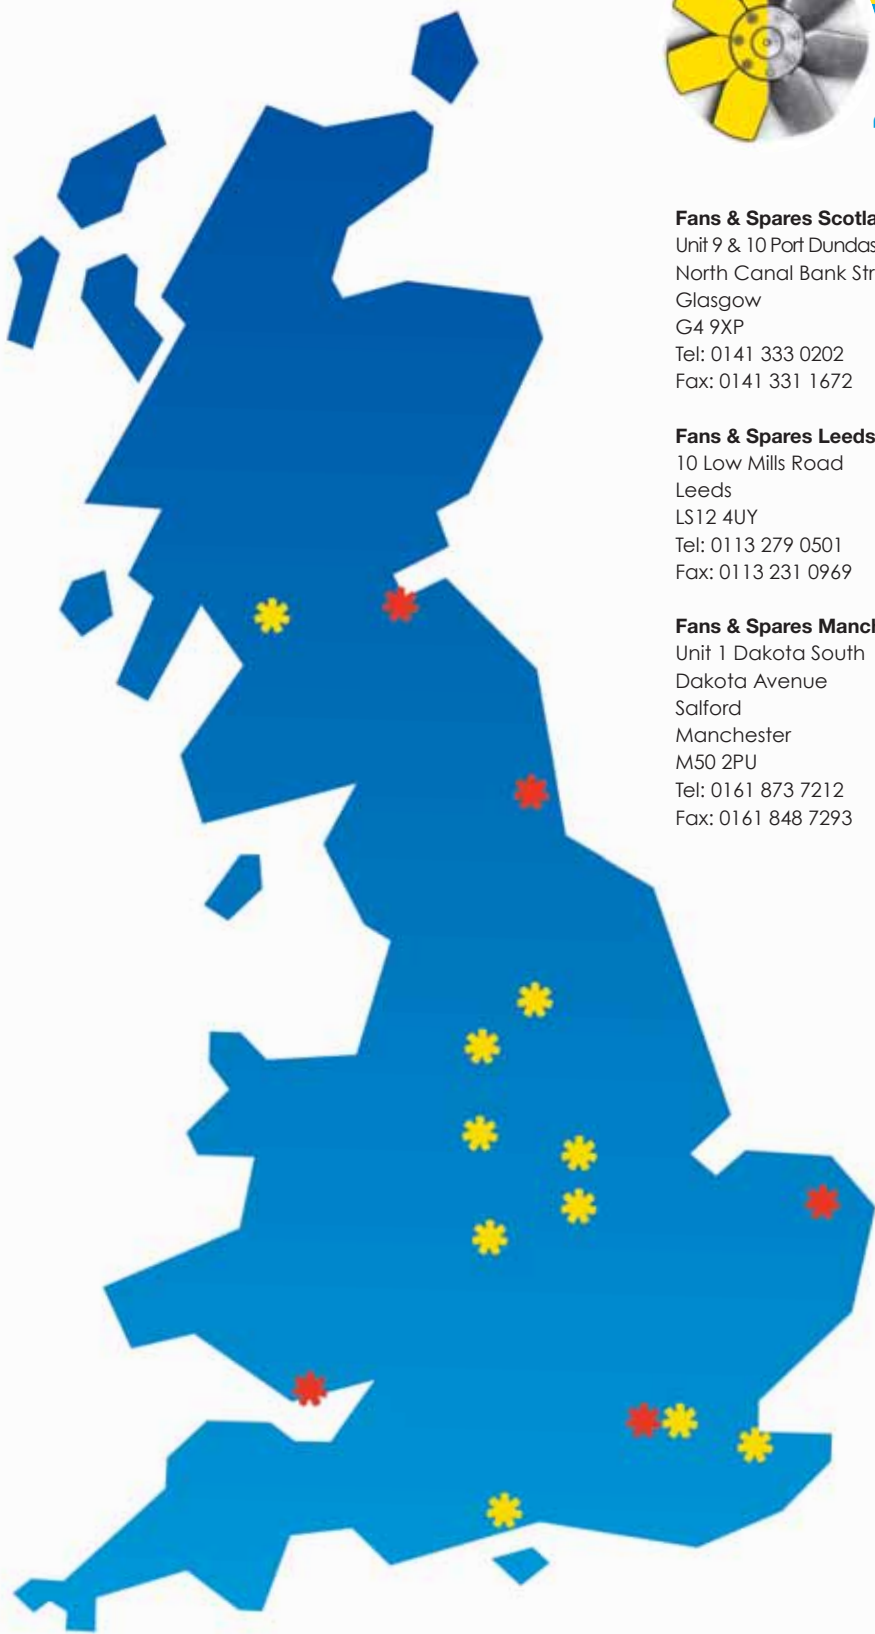 Fans & Spares Scotla
Unit 9 & 10 Port Dundas
North Canal Bank Str
Glasgow
G4 9XP
Tel: 0141 333 0202
Fax: 0141 331 1672
Fans & Spares Leeds
10 Low Mills Road
Leeds
LS12 4UY
Tel: 0113 279 0501
Fax: 0113 231 0969
Fans & Spares Manch
Unit 1 Dakota South
Dakota Avenue
Salford
Manchester
M50 2PU
Tel: 0161 873 7212
Fax: 0161 848 7293